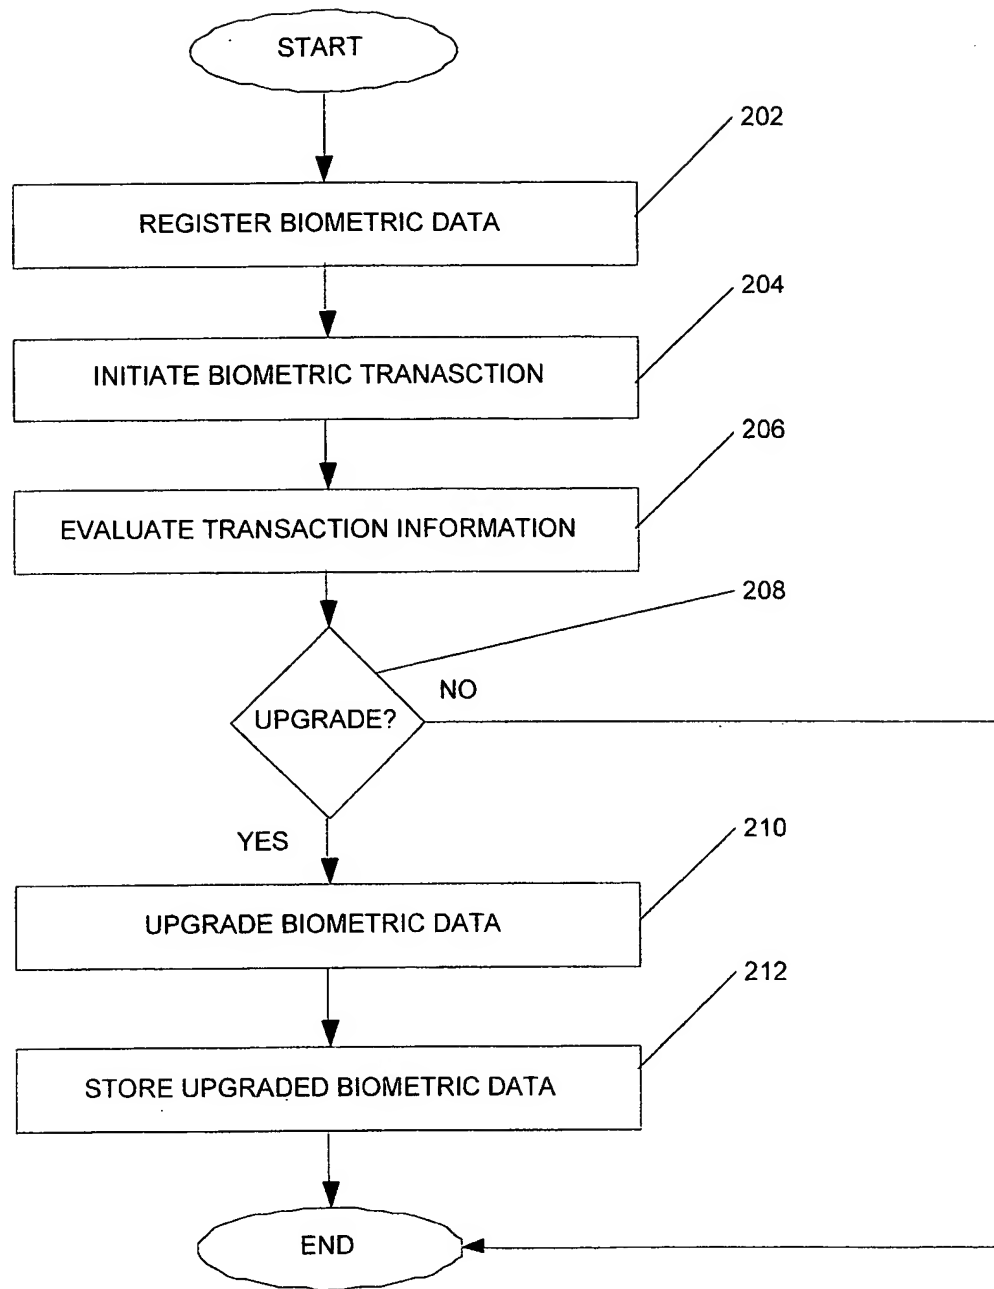 START
202
REGISTER BIOMETRIC DATA
204
INITIATE BIOMETRIC TRANASCTION
206
EVALUATE TRANSACTION INFORMATION
208
NO
UPGRADE?
YES
210
UPGRADE BIOMETRIC DATA
212
STORE UPGRADED BIOMETRIC DATA
END